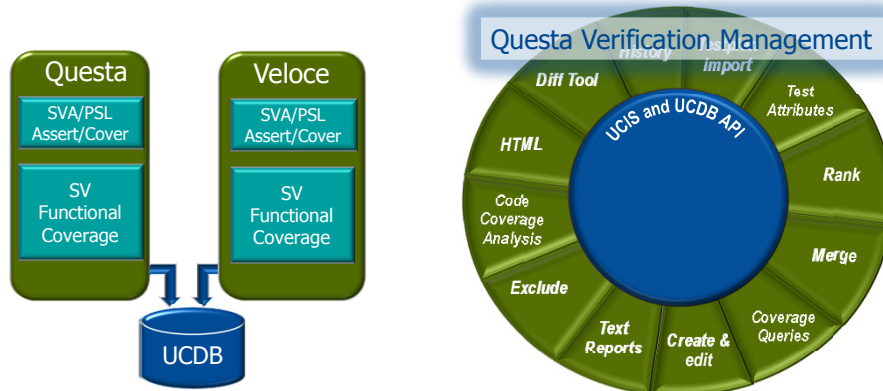 Questa
SVA/PSL
Assert/Cover
SV
Functional
Coverage
Veloce
SVA/PSL
Assert/Cover
SV
Functional
Coverage
UCDB
Questa Verification Management
History
import
Test
Attributes
Rank
Merge
Coverage
Queries
Create &
edit
Text
Reports
Exclude
Code
Coverage
Analysis
HTML
Diff Tool
UCIS and UCDB API